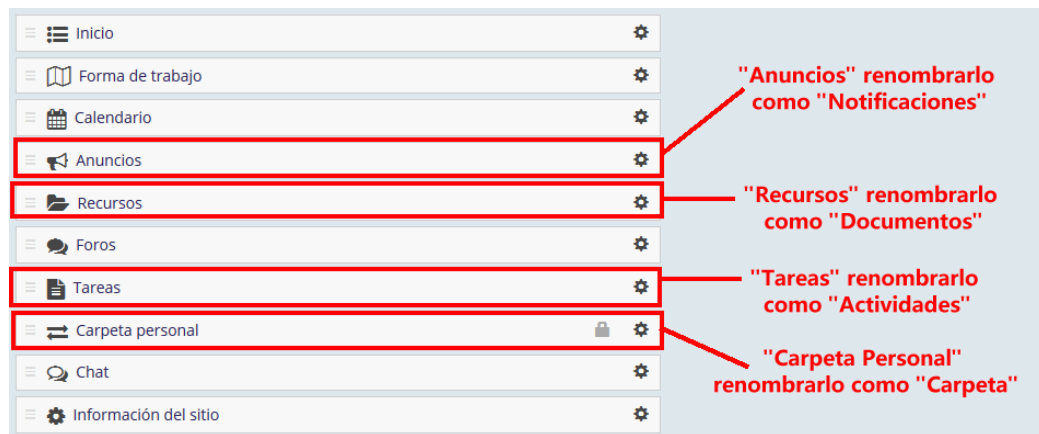 Inicio
Forma de trabajo
Calendario
Anuncios
Recursos
Foros
Tareas
Carpeta personal
Chat
Información del sitio
"Anuncios" renombrarlo
como "Notificaciones"
"Recursos" renombrarlo
como "Documentos"
"Tareas" renombrarlo
como "Actividades"
"Carpeta Personal"
renombrarlo como "Carpeta"